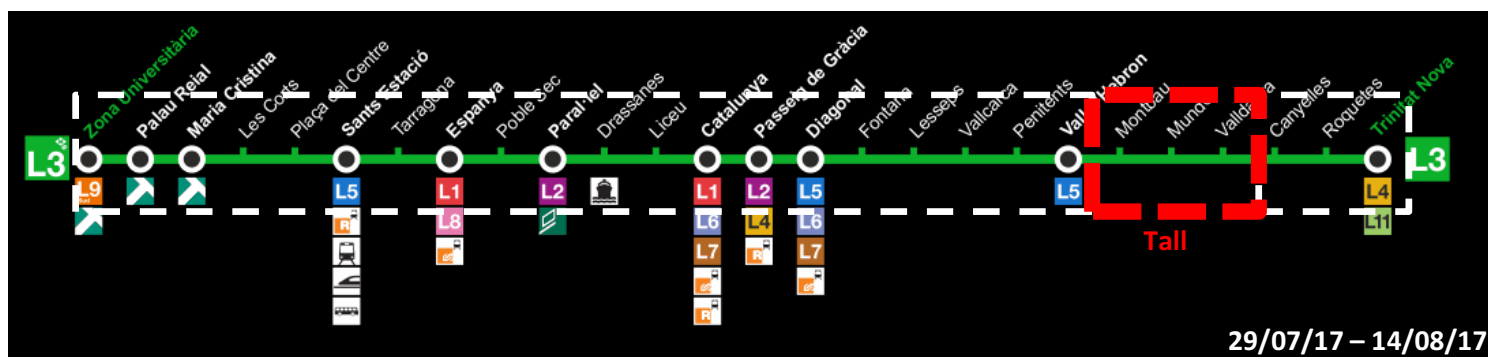 Zona Universitària
Palau Reial
Maria Cristina
Les Corts
Plaça del Centre
Sants Estació
Tarragona
Espanya
Poble Sec
Paral·lel
Drassanes
Liceu
Catalunya
Passeig de Gràcia
Diagonal
Fontana
Lesseps
Vallcarca
Penitents
Vall Hebron
Montbau
Mundet
Valldaura
Canyelles
Roquetes
Trinitat Nova
L3
L3
L9
L5
L1
L2
L1
L2
L5
L5
L4
R
L8
L6
L4
L6
L11
L7
R
L7
R
Tall
29/07/17 – 14/08/17